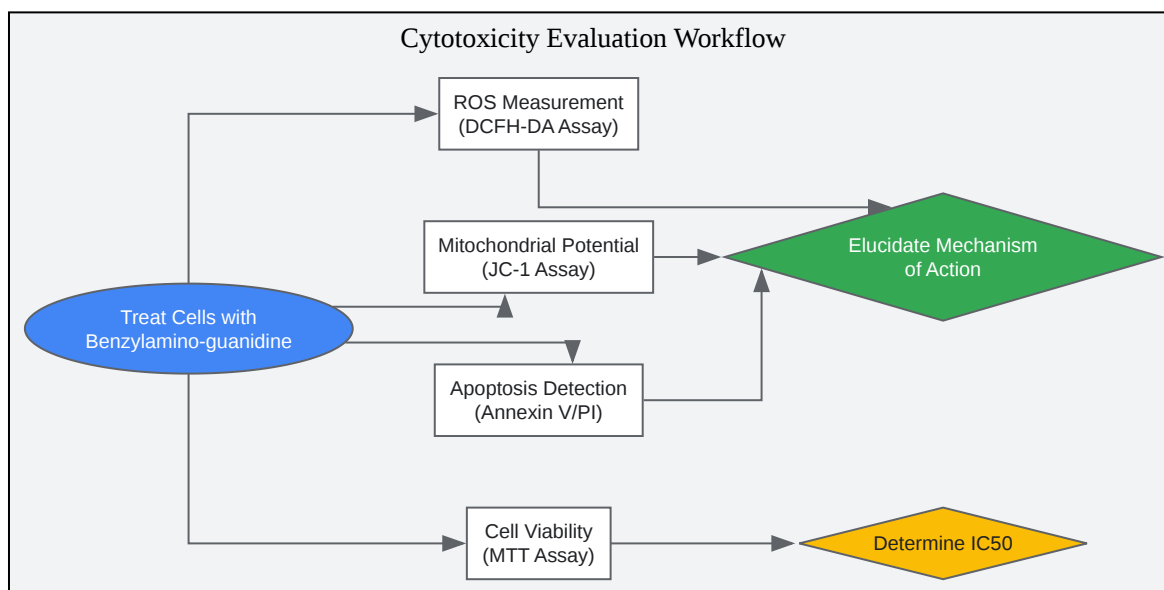 Cytotoxicity Evaluation Workflow
ROS Measurement
(DCFH-DA Assay)
Mitochondrial Potential
(JC-1 Assay)
Elucidate Mechanism
of Action
Treat Cells with
Benzylamino-guanidine
Apoptosis Detection
(Annexin V/PI)
Cell Viability
(MTT Assay)
Determine IC50